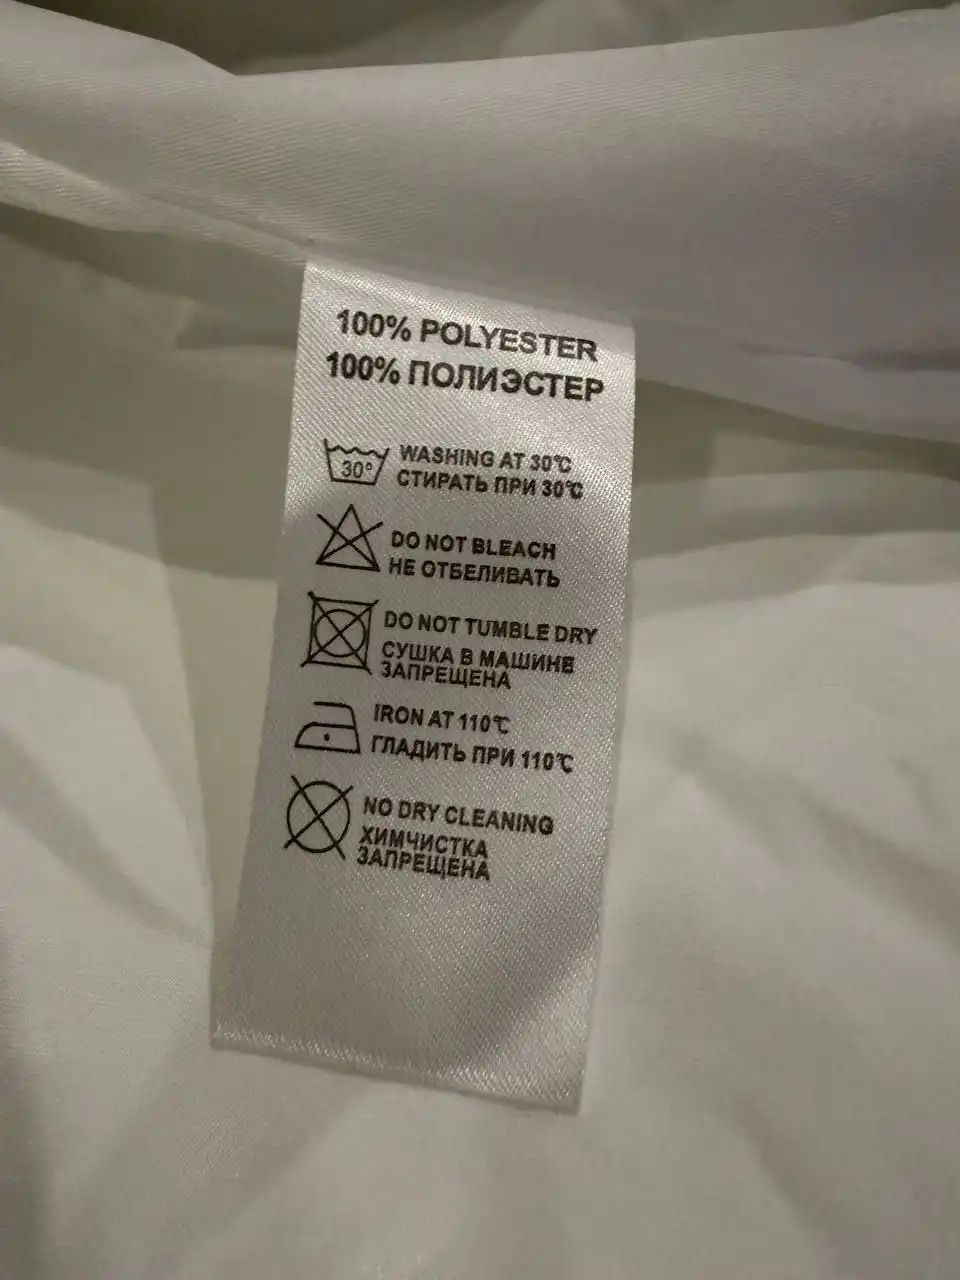 100% POLYESTER
100% ПОЛИЭСТЕР
30° WASHING AT 30℃
СТИРАТЬ ПРИ 30℃
DO NOT BLEACH
НЕ ОТБЕЛИВАТЬ
DO NOT TUMBLE DRY
СУШКА В МАШИНЕ
ЗАПРЕЩЕНА
IRON AT 110℃
ГЛАДИТЬ ПРИ 110℃
NO DRY CLEANING
ХИМЧИСТКА
ЗАПРЕЩЕНА